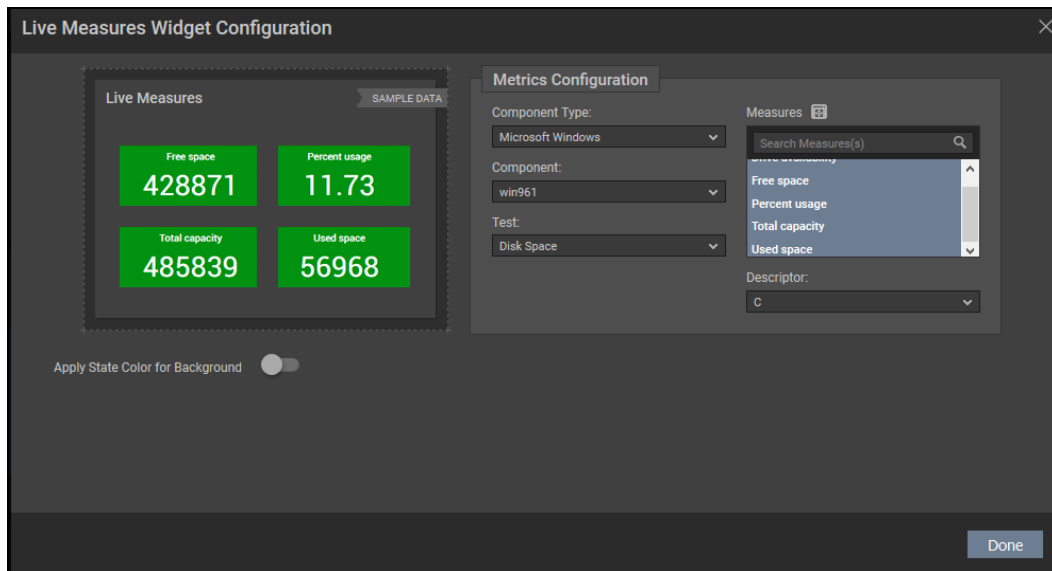 Live Measures Widget Configuration
Live Measures
SAMPLE DATA
Free space
428871
Percent usage
11.73
Total capacity
485839
Used space
56968
Apply State Color for Background
Metrics Configuration
Component Type:
Microsoft Windows
Component:
win961
Test:
Disk Space
Measures
Search Measures(s)
Drive availability
Free space
Percent usage
Total capacity
Used space
Descriptor:
C
Done